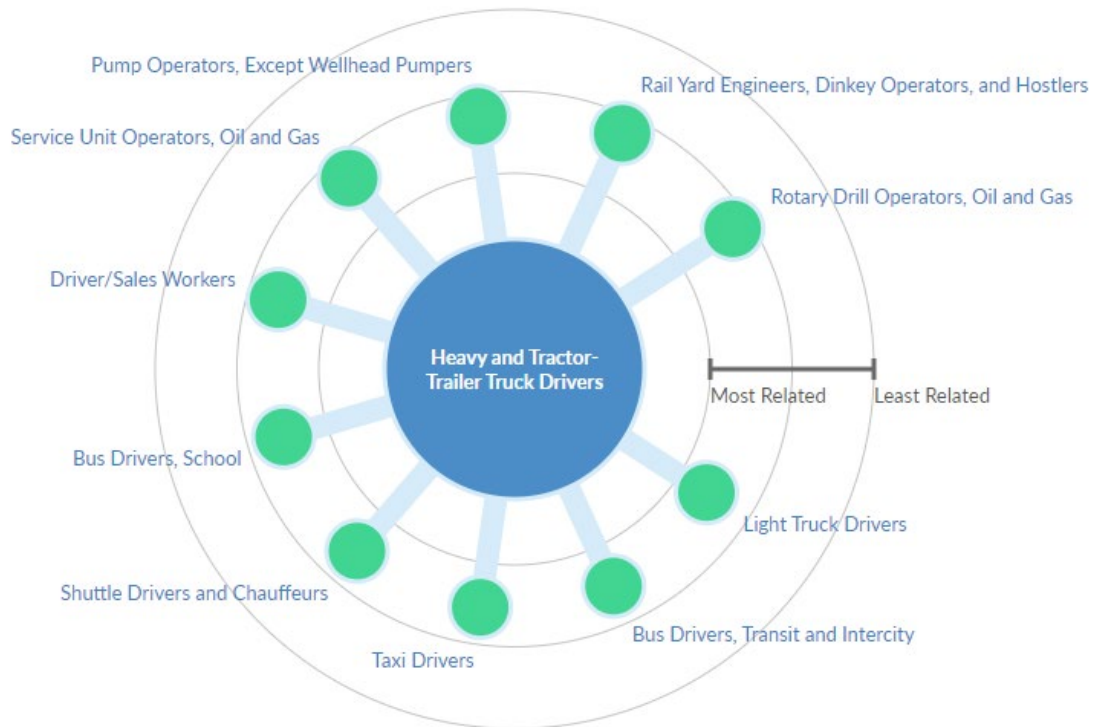 Pump Operators, Except Wellhead Pumpers
Rail Yard Engineers, Dinkey Operators, and Hostlers
Service Unit Operators, Oil and Gas
Rotary Drill Operators, Oil and Gas
Driver/Sales Workers
Heavy and Tractor-
Trailer Truck Drivers
Most Related
Least Related
Bus Drivers, School
Light Truck Drivers
Shuttle Drivers and Chauffeurs
Bus Drivers, Transit and Intercity
Taxi Drivers